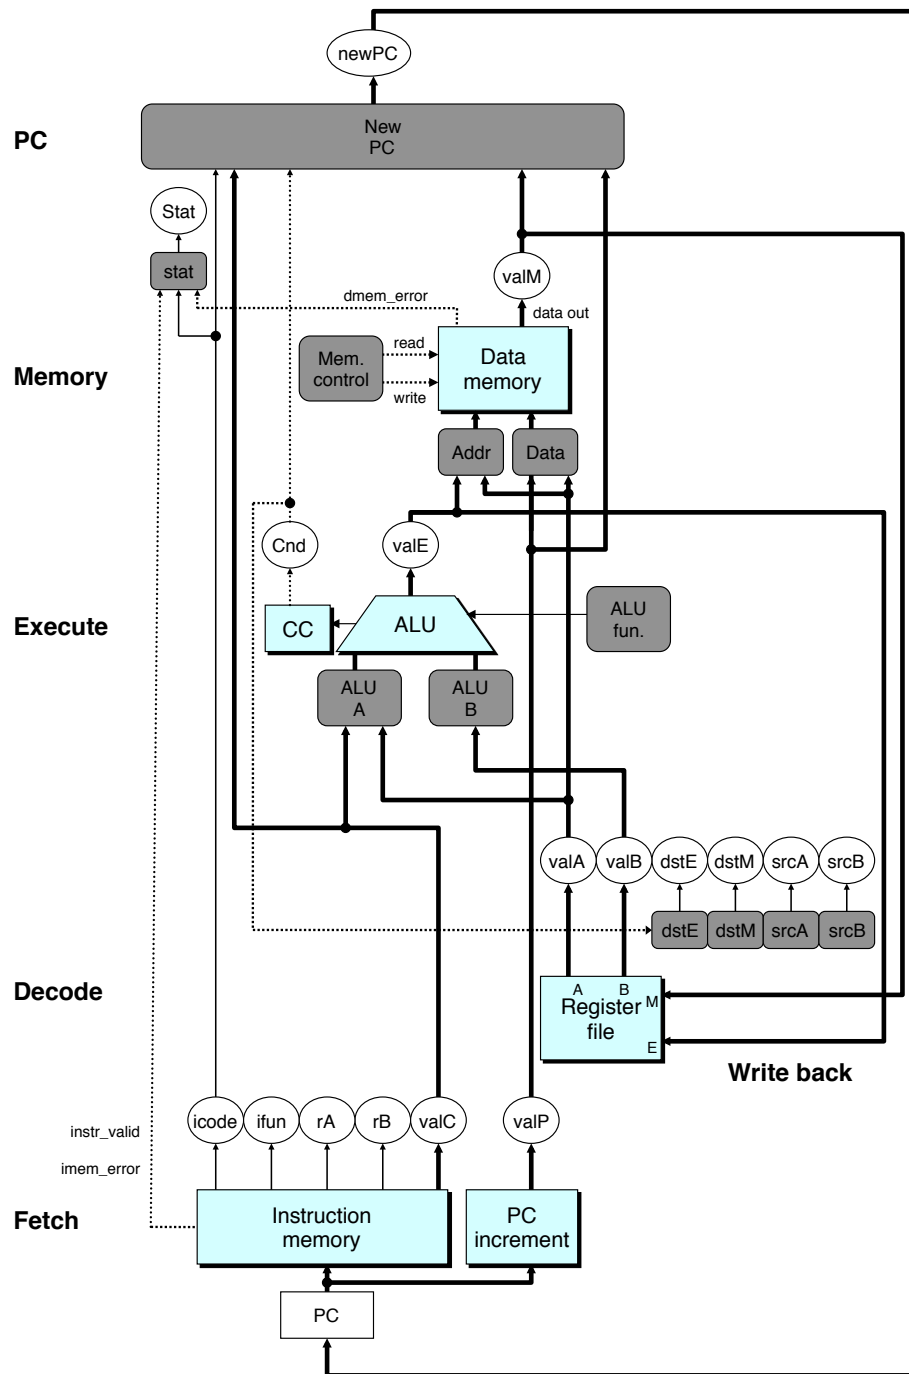 newPC
New
PC
PC
Stat
stat
valM
dmem_error
data out
read
Mem.
control
write
Data
memory
Memory
Addr
Data
Cnd
valE
CC
ALU
ALU
fun.
Execute
ALU
A
ALU
B
valA
valB
dstE
dstM
srcA
srcB
dstE
dstM
srcA
srcB
Decode
A
B
M
Register
file
E
Write back
icode
ifun
rA
rB
valC
valP
instr_valid
imem_error
Fetch
Instruction
memory
PC
increment
PC